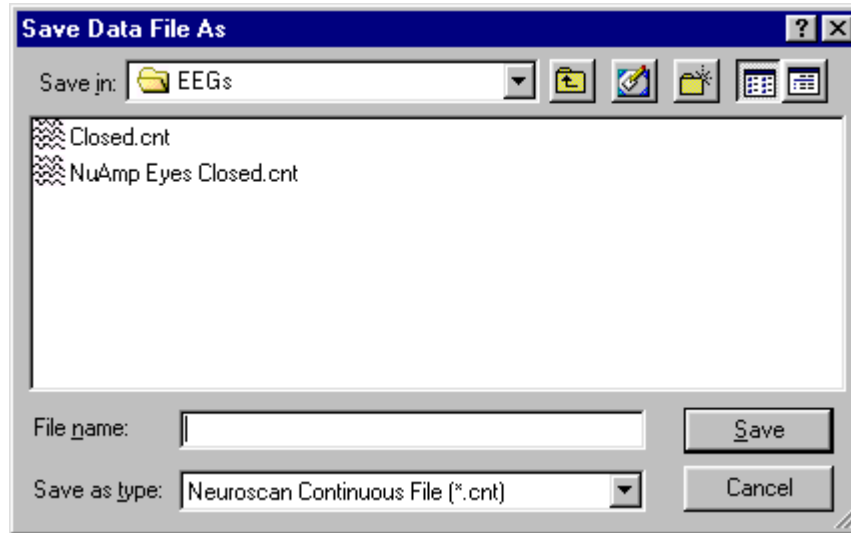 Save Data File As
Save in: EEGs
Closed.cnt
NuAmp Eyes Closed.cnt
File name: Save
Save as type: Neuroscan Continuous File (*.cnt) Cancel